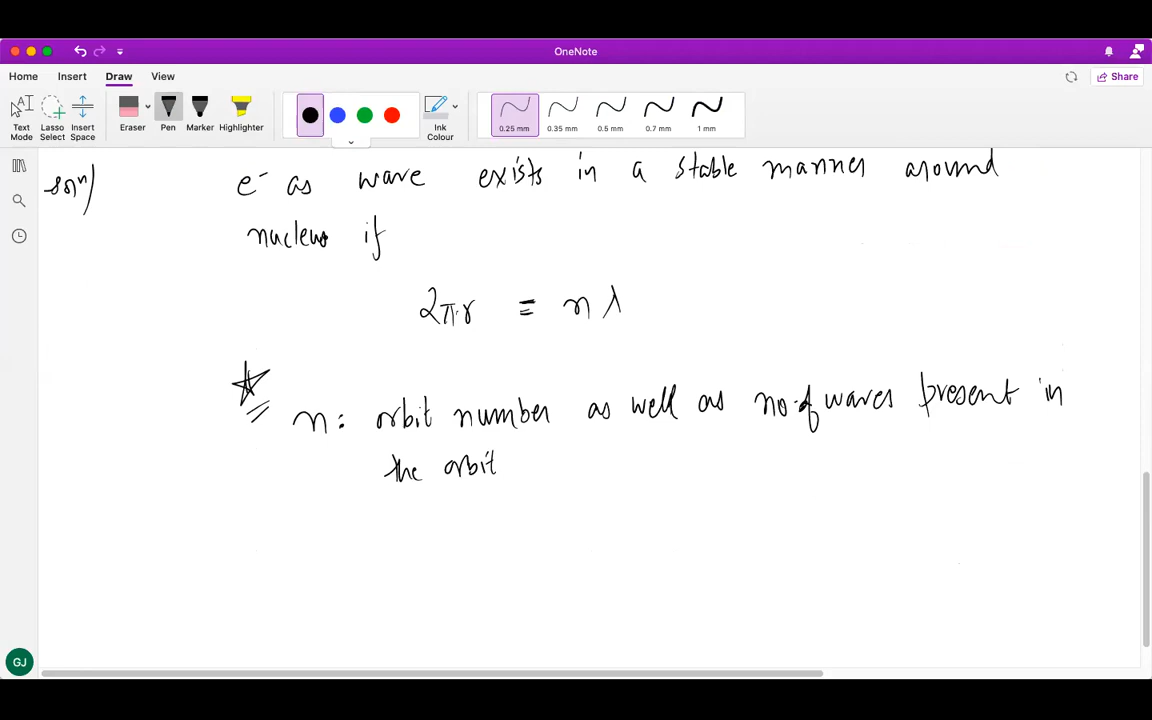 OneNote
Home Insert Draw View
Share
Text Mode
Lasso Select
Insert Space
Eraser
Pen
Marker
Highlighter
Ink Colour
0.25 mm 0.35 mm 0.5 mm 0.7 mm 1 mm
solⁿ) e⁻ as wave exists in a stable manner around
nucleus if
2πr = nλ
n: orbit number as well as no. of waves present in
the orbit
GJ